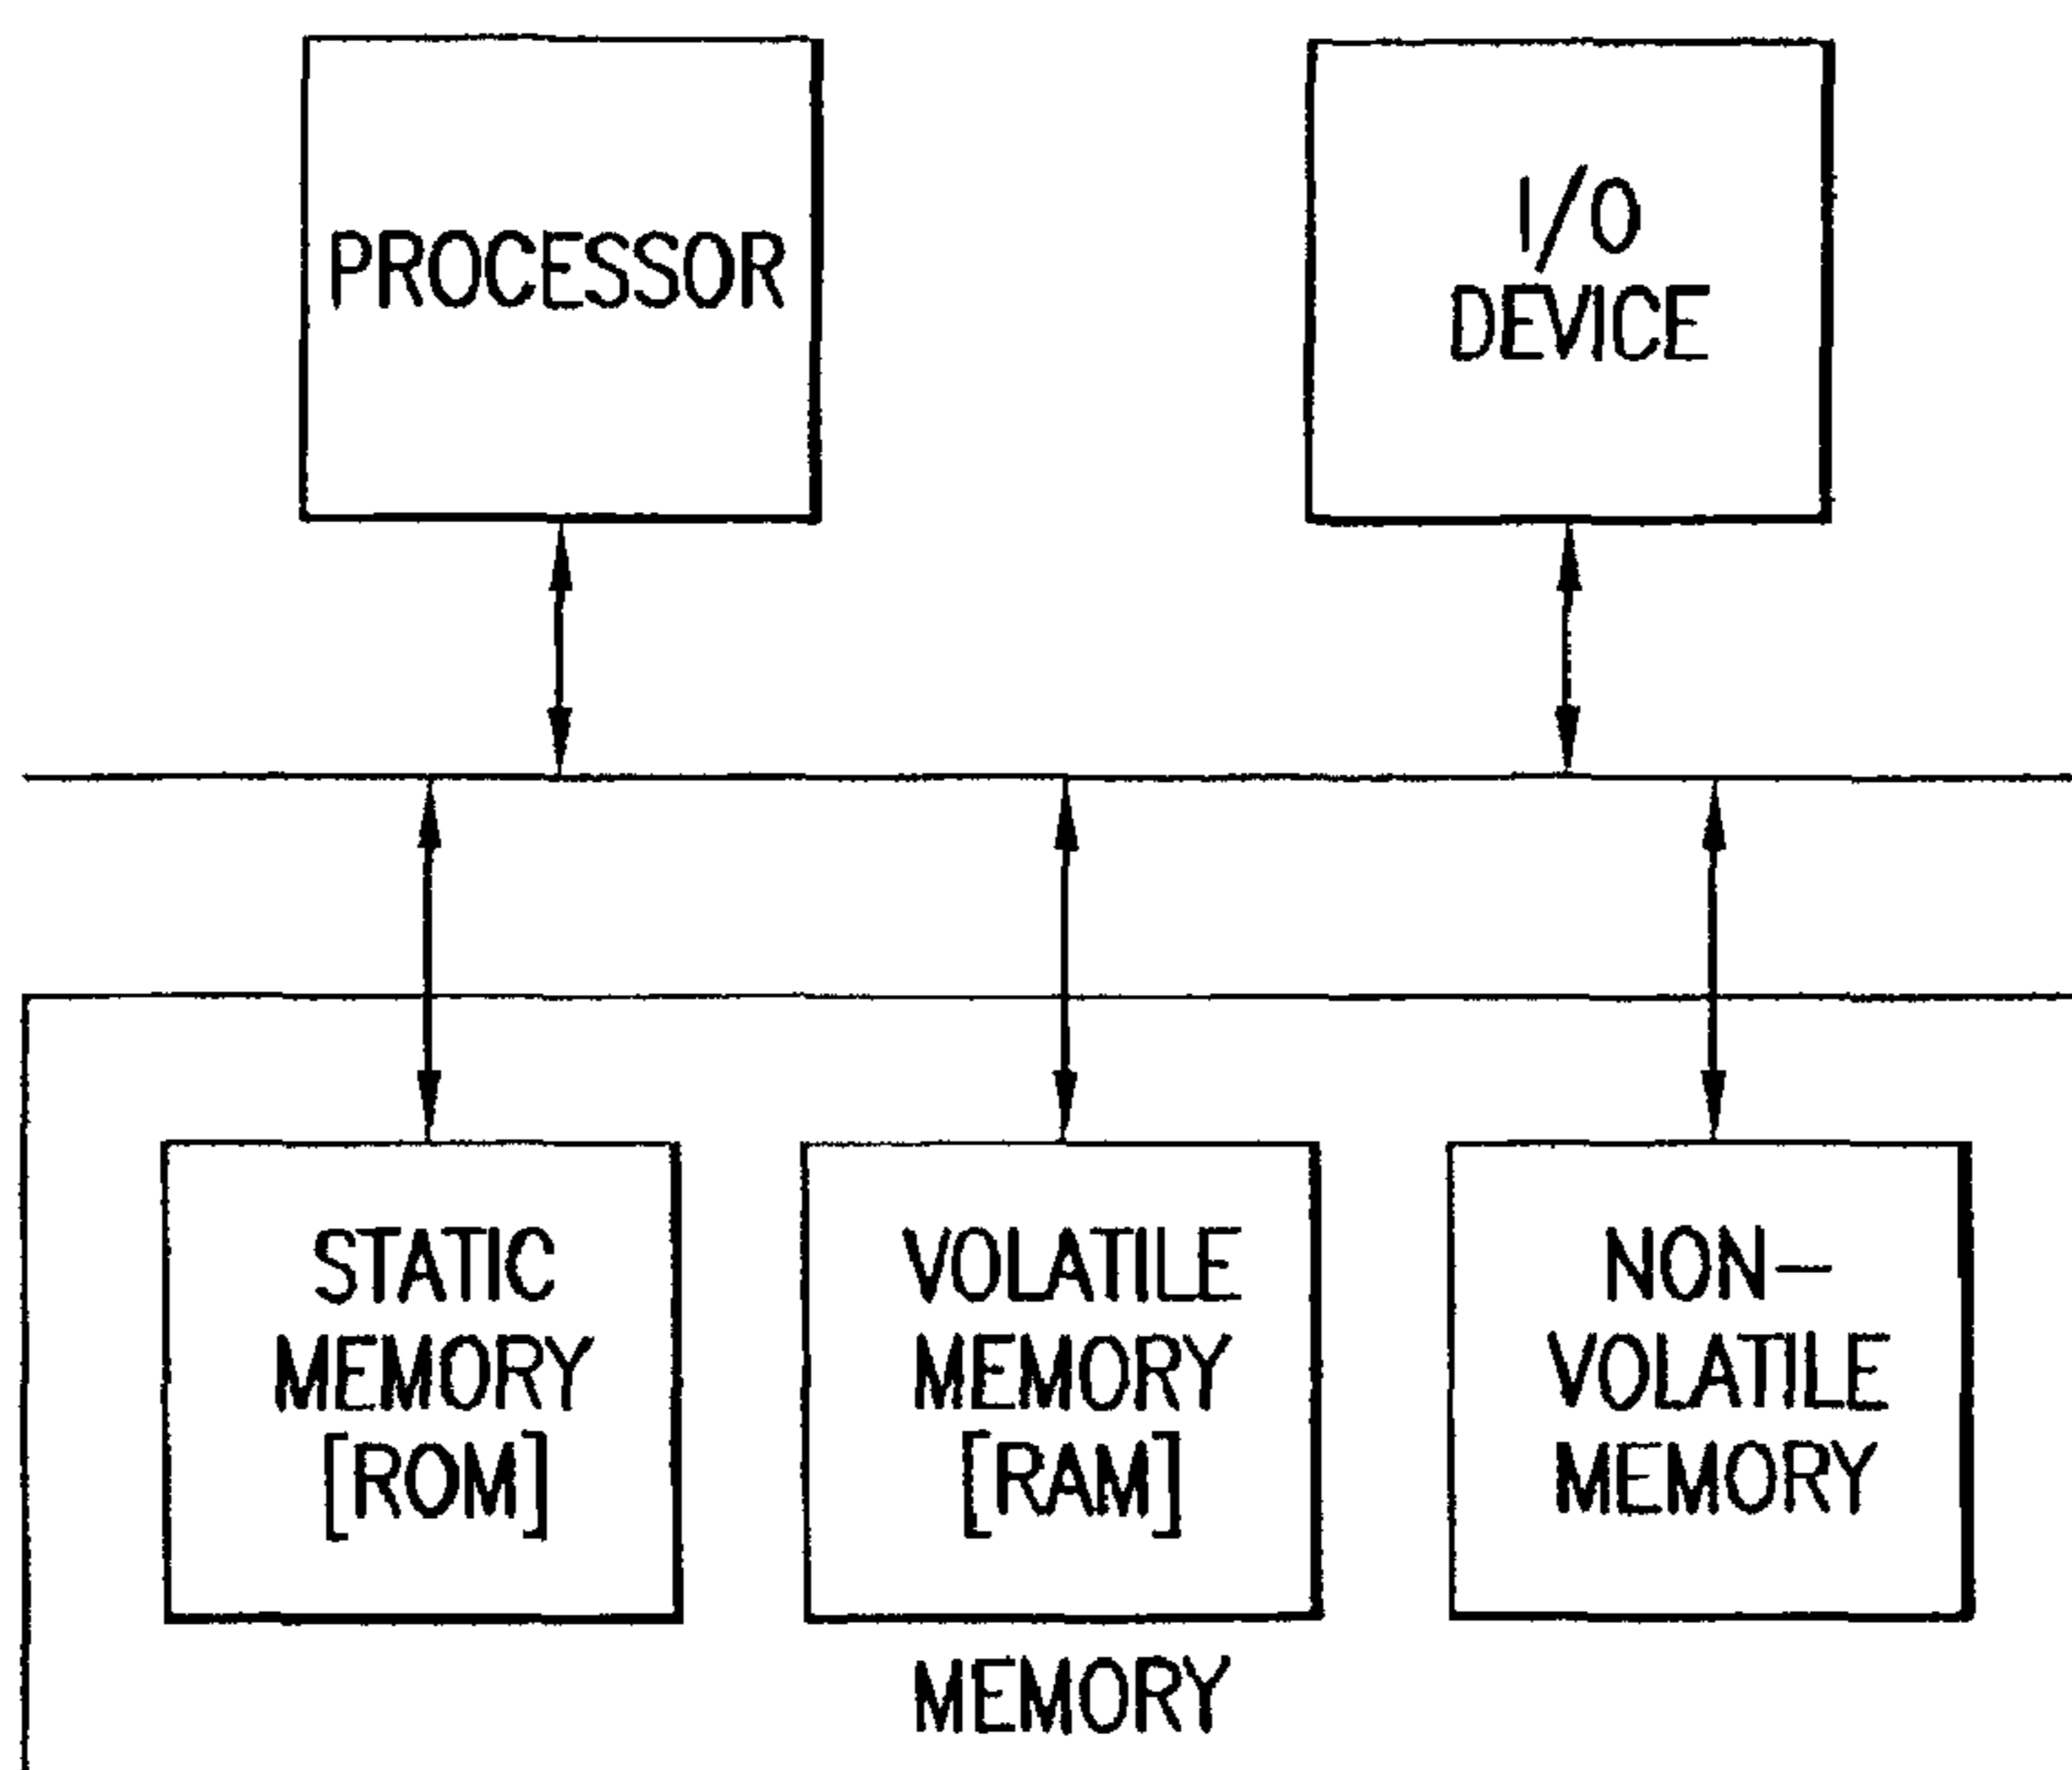 PROCESSOR
I/O
DEVICE
STATIC
MEMORY
[ROM]
VOLATILE
MEMORY
[RAM]
NON-
VOLATILE
MEMORY
MEMORY